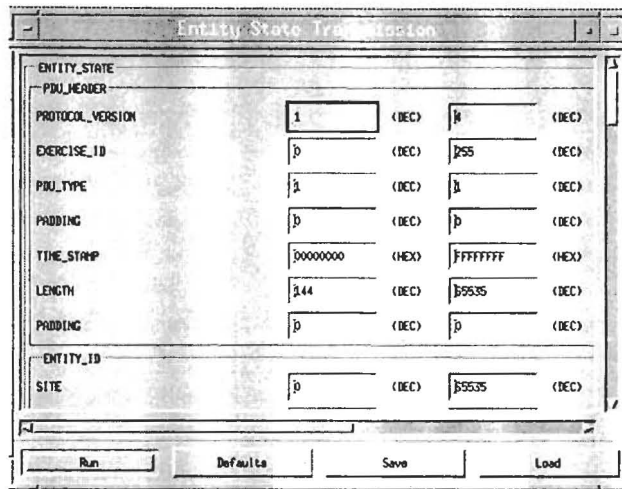 Entity State Transmission
ENTITY_STATE
PDU_HEADER
PROTOCOL_VERSION 1 (DEC) 4 (DEC)
EXERCISE_ID 0 (DEC) 255 (DEC)
PDU_TYPE 1 (DEC) 1 (DEC)
PADDING 0 (DEC) 0 (DEC)
TIME_STAMP 00000000 (HEX) FFFFFFFF (HEX)
LENGTH 144 (DEC) 65535 (DEC)
PADDING 0 (DEC) 0 (DEC)
ENTITY_ID
SITE 0 (DEC) 65535 (DEC)
Run Defaults Save Load